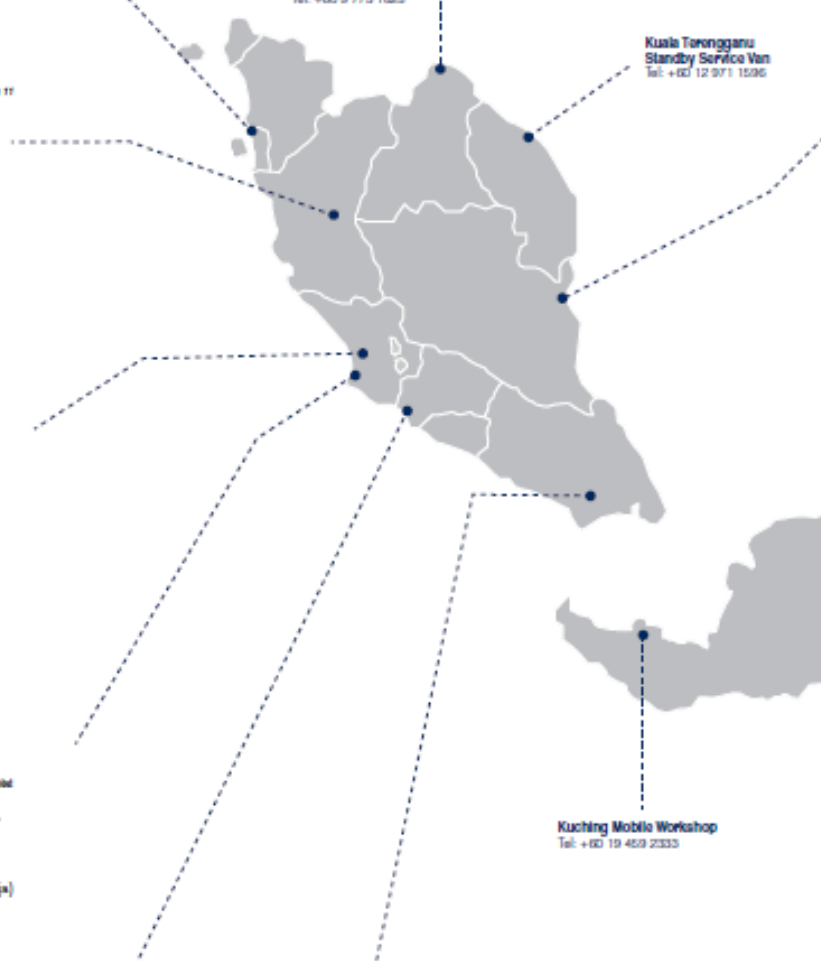 Kuala Terengganu
Standby Service Van
Tel: +60 12 971 1596
Kuching Mobile Workshop
Tel: +60 19 459 2333